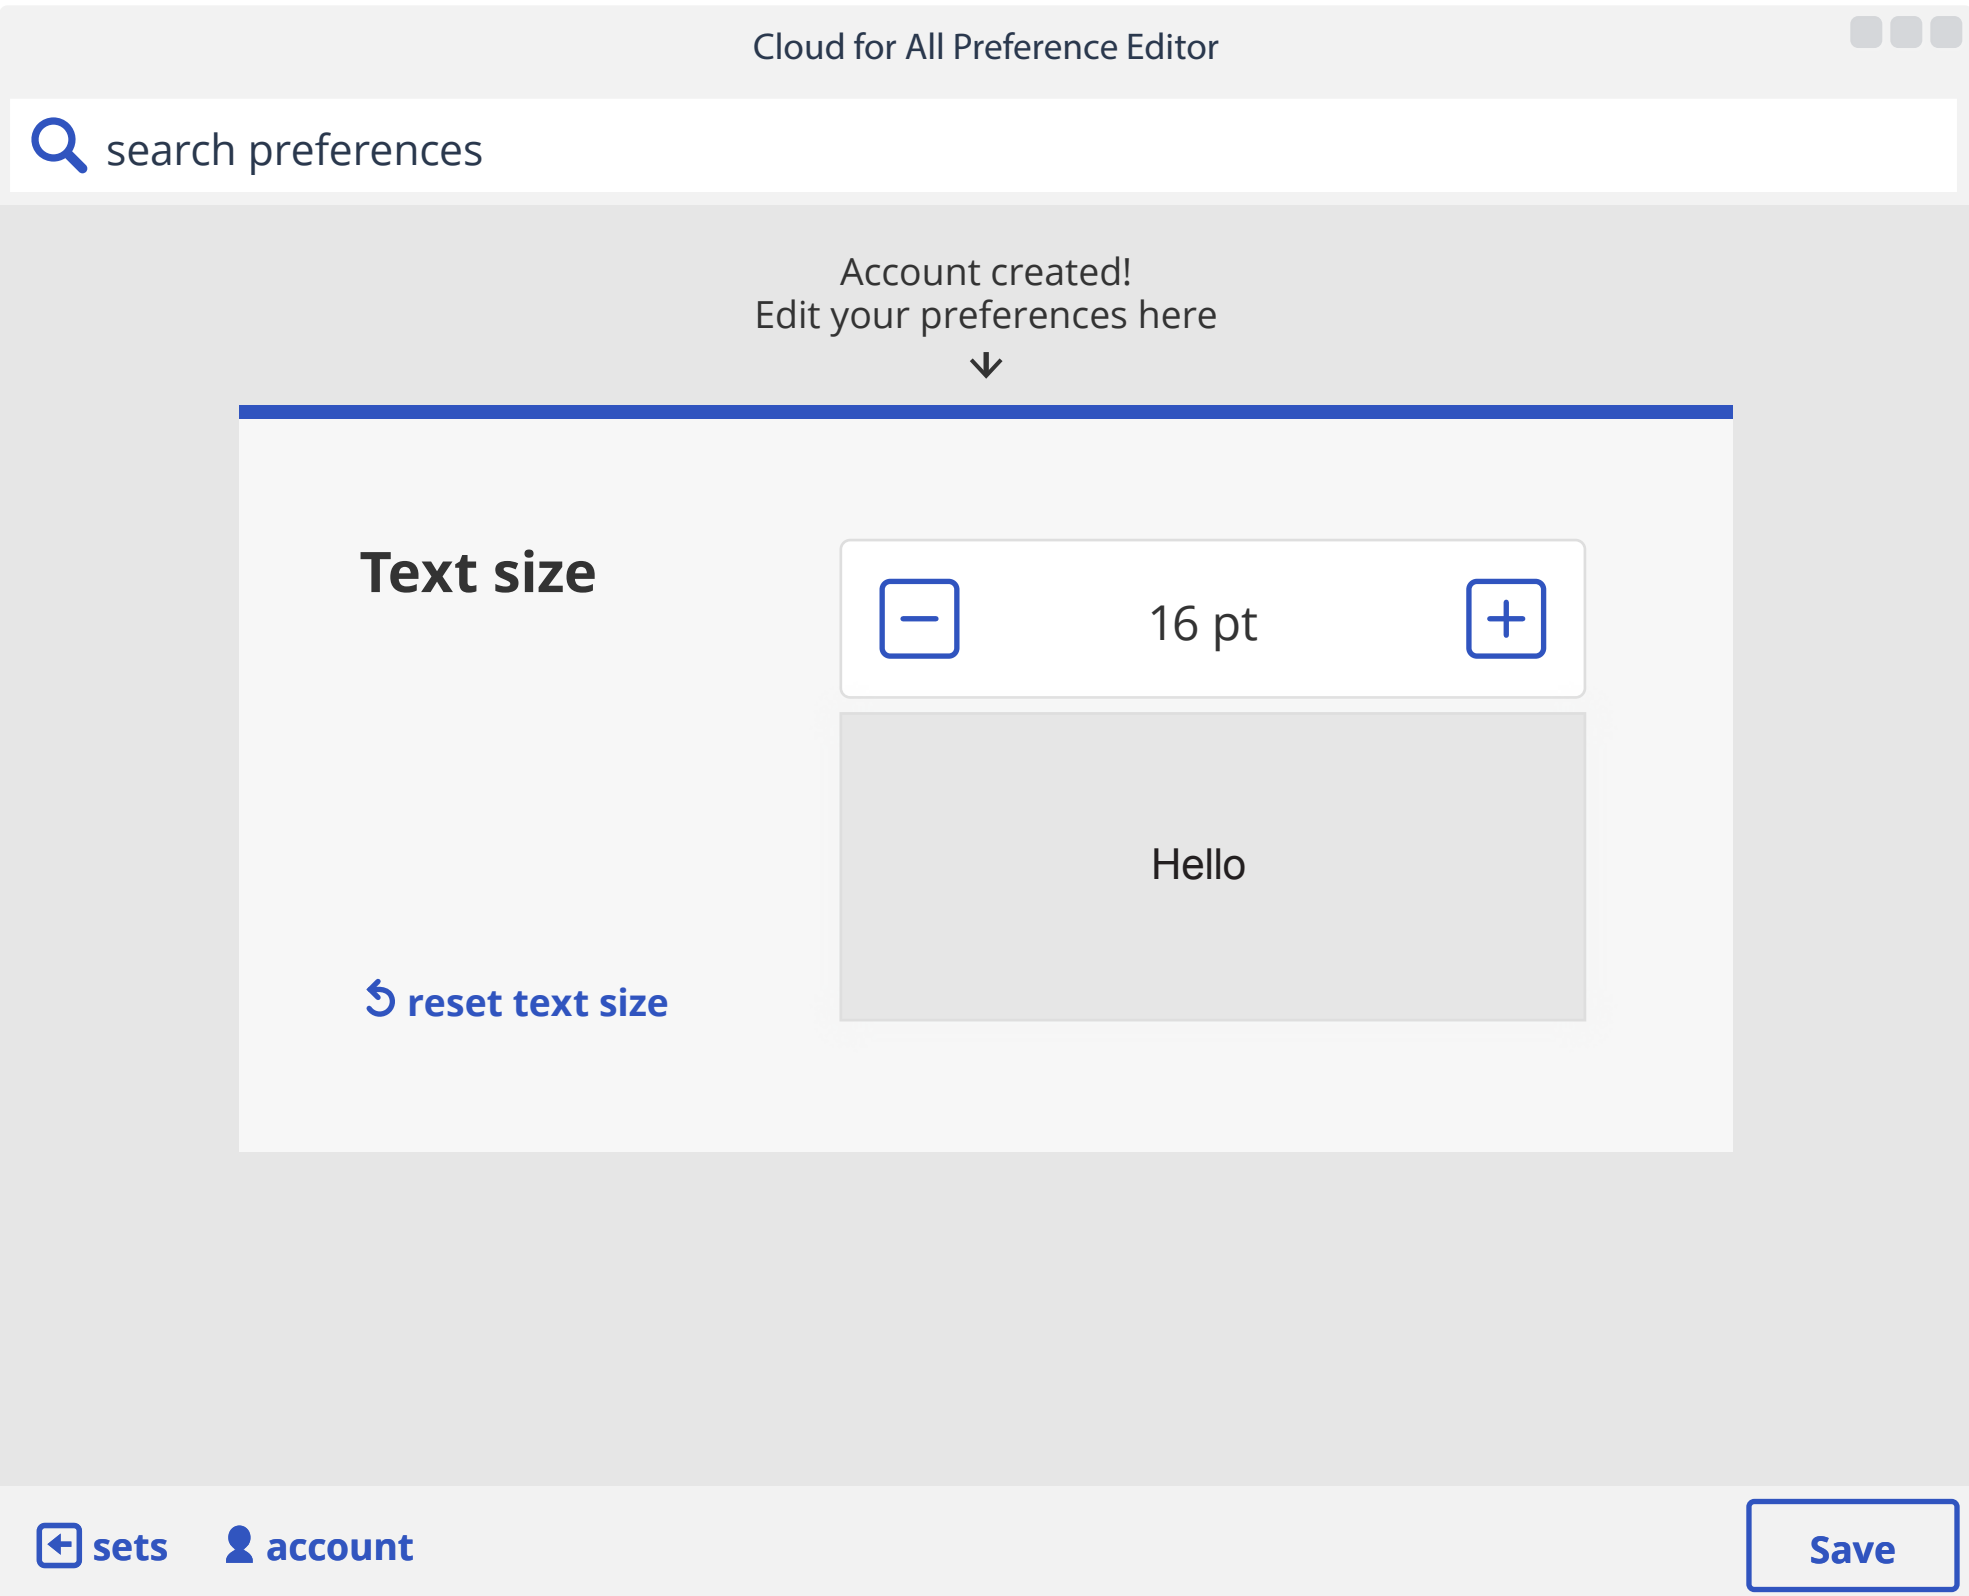 Cloud for All Preference Editor
search preferences
Account created!
Edit your preferences here
Text size
16 pt
Hello
reset text size
sets
account
Save